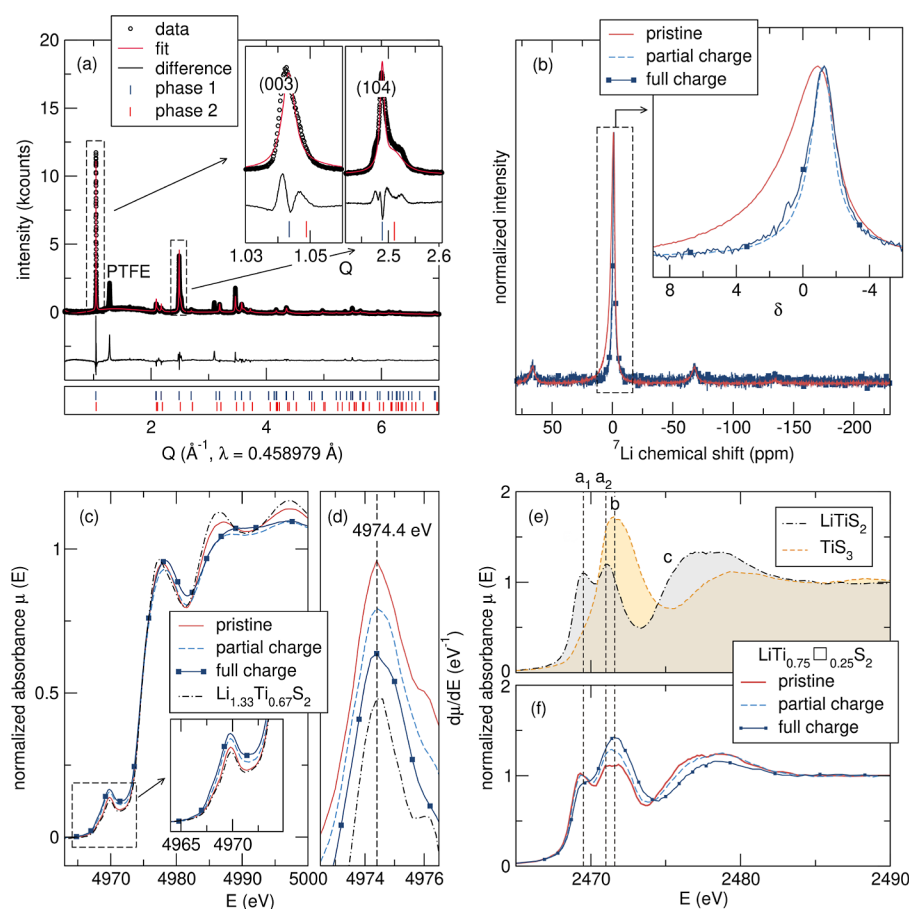 data
fit
difference
phase 1
phase 2
(a)
20
15
10
5
0
intensity (kcounts)
(003)
(104)
1.03
1.05
2.5
2.6
Q
PTFE
2
4
6
Q (Å⁻¹, λ = 0.458979 Å)
pristine
partial charge
full charge
(b)
normalized intensity
8
4
0
-4
δ
50
0
-50
-100
-150
-200
⁷Li chemical shift (ppm)
(c)
1
0.5
0
normalized absorbance μ (E)
pristine
partial charge
full charge
Li₁.₃₃Ti₀.₆₇S₂
4965
4970
4970
4980
4990
5000
E (eV)
(d)
4974.4 eV
dμ/dE (eV⁻¹)
4974
4976
E (eV)
a₁
a₂
b
c
(e)
2
1
0
2
1
0
LiTiS₂
TiS₃
normalized absorbance μ (E)
LiTi₀.₇₅□₀.₂₅S₂
pristine
partial charge
full charge
(f)
2470
2480
2490
E (eV)